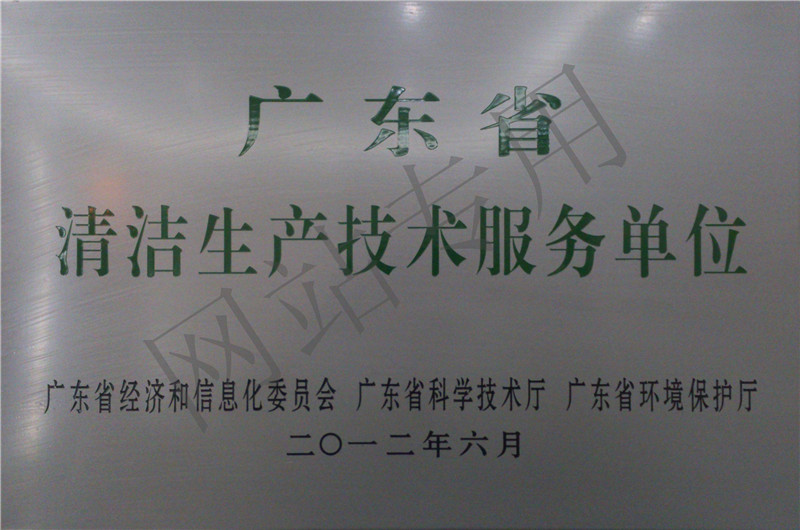 广东省
清洁生产技术服务单位
广东省经济和信息化委员会 广东省科学技术厅 广东省环境保护厅
二〇一二年六月
网站专用